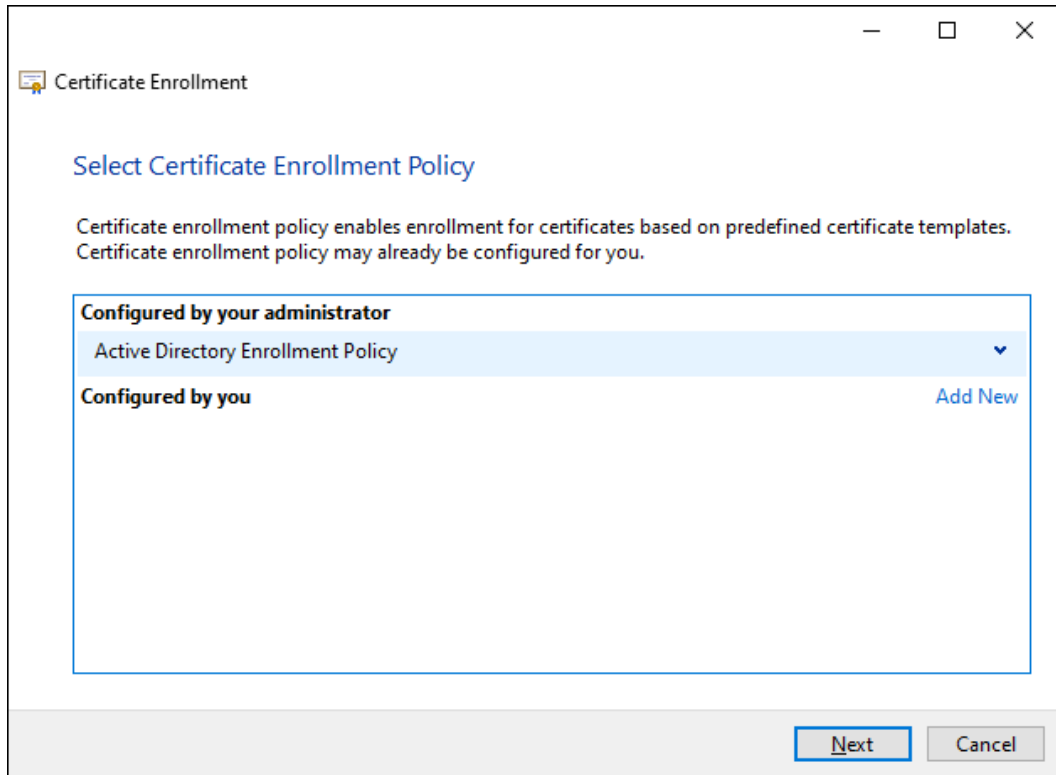 Certificate Enrollment
Select Certificate Enrollment Policy
Certificate enrollment policy enables enrollment for certificates based on predefined certificate templates.
Certificate enrollment policy may already be configured for you.
Configured by your administrator
Active Directory Enrollment Policy
Configured by you Add New
Next Cancel